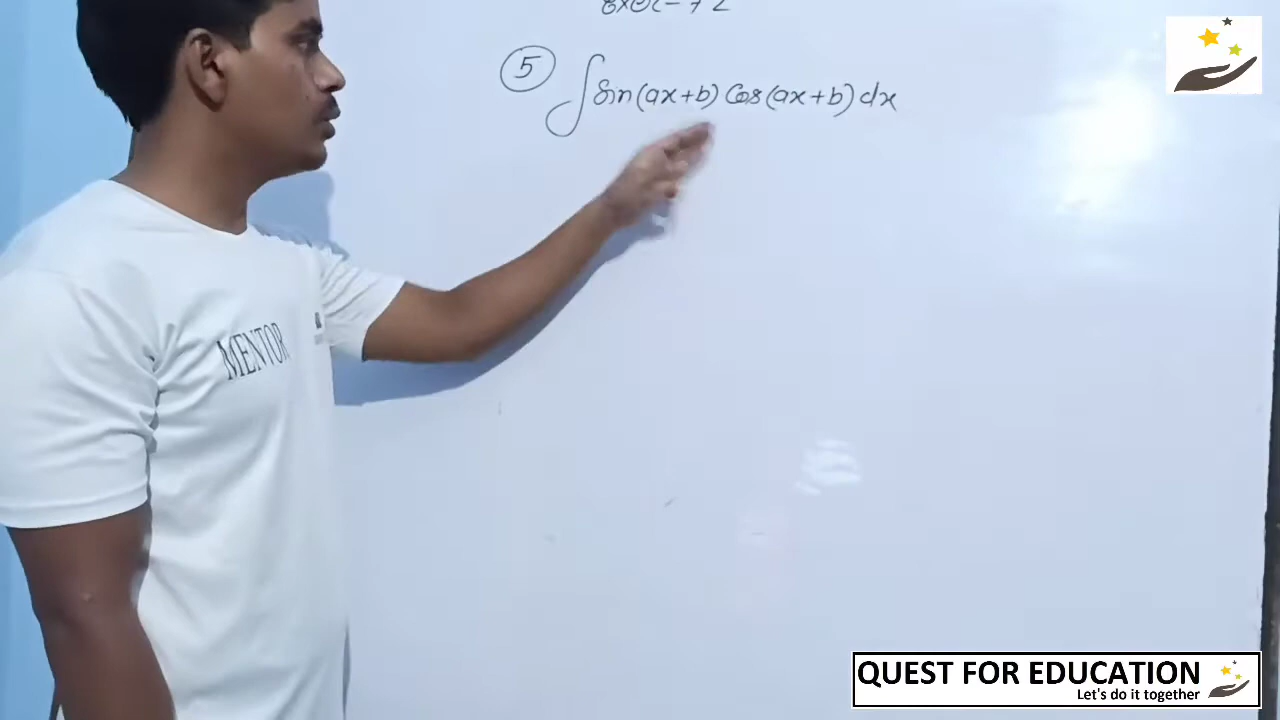 ⑤ ∫sin(ax+b) cos(ax+b) dx
MENTOR
QUEST FOR EDUCATION
Let's do it together